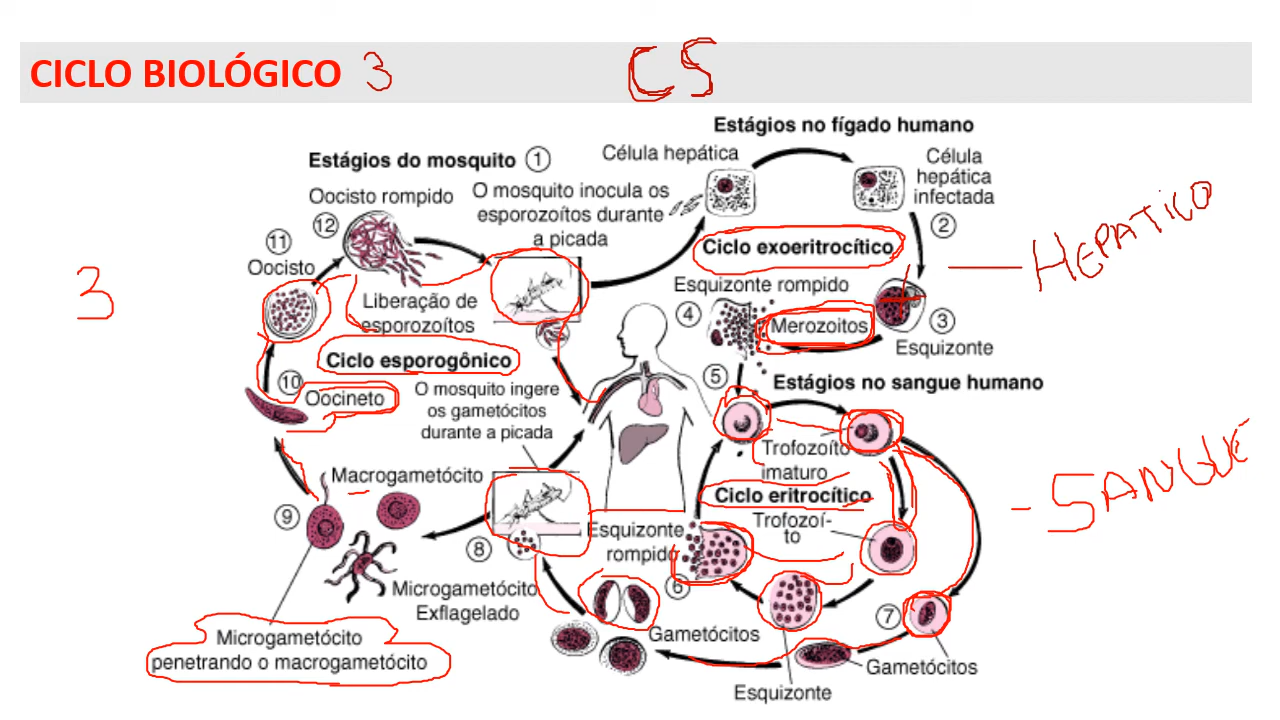 CICLO BIOLÓGICO 3
CS
Estágios no fígado humano
Estágios do mosquito 1
Célula hepática
Célula
hepática
infectada
2
Oocisto rompido
12
O mosquito inocula os
esporozoítos durante
a picada
11
Oocisto
Ciclo exoeritrocítico
HEPATICO
3
Liberação de
esporozoítos
Esquizonte rompido
4
Merozoitos
3
Esquizonte
Ciclo esporogônico
10
Oocineto
O mosquito ingere
os gametócitos
durante a picada
5
Estágios no sangue humano
Trofozoíto
imaturo
Macrogametócito
Ciclo eritrocítico
SANGUE
9
8
Esquizonte
rompido
6
Trofozoí-
to
Microgametócito
Exflagelado
7
Microgametócito
penetrando o macrogametócito
Gametócitos
Gametócitos
Esquizonte